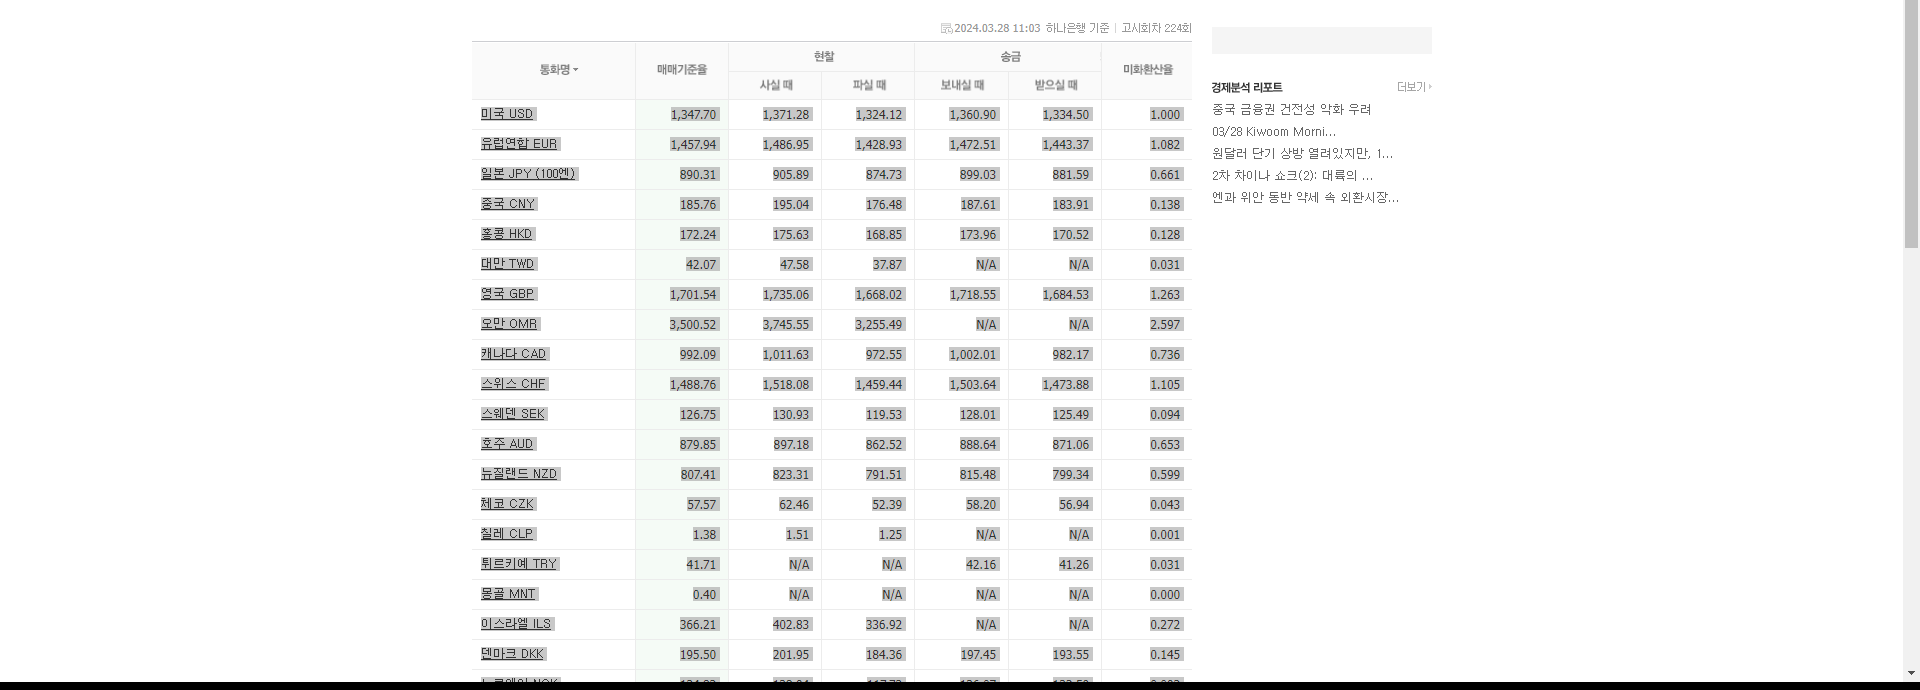 2024.03.28 11:03 하나은행 기준 고시회차 224회
통화명 매매기준율 현찰 송금 미화환산율
사실 때 파실 때 보내실 때 받으실 때
미국 USD 1,347.70 1,371.28 1,324.12 1,360.90 1,334.50 1.000
유럽연합 EUR 1,457.94 1,486.95 1,428.93 1,472.51 1,443.37 1.082
일본 JPY (100엔) 890.31 905.89 874.73 899.03 881.59 0.661
중국 CNY 185.76 195.04 176.48 187.61 183.91 0.138
홍콩 HKD 172.24 175.63 168.85 173.96 170.52 0.128
대만 TWD 42.07 47.58 37.87 N/A N/A 0.031
영국 GBP 1,701.54 1,735.06 1,668.02 1,718.55 1,684.53 1.263
오만 OMR 3,500.52 3,745.55 3,255.49 N/A N/A 2.597
캐나다 CAD 992.09 1,011.63 972.55 1,002.01 982.17 0.736
스위스 CHF 1,488.76 1,518.08 1,459.44 1,503.64 1,473.88 1.105
스웨덴 SEK 126.75 130.93 119.53 128.01 125.49 0.094
호주 AUD 879.85 897.18 862.52 888.64 871.06 0.653
뉴질랜드 NZD 807.41 823.31 791.51 815.48 799.34 0.599
체코 CZK 57.57 62.46 52.39 58.20 56.94 0.043
칠레 CLP 1.38 1.51 1.25 N/A N/A 0.001
튀르키예 TRY 41.71 N/A N/A 42.16 41.26 0.031
몽골 MNT 0.40 N/A N/A N/A N/A 0.000
이스라엘 ILS 366.21 402.83 336.92 N/A N/A 0.272
덴마크 DKK 195.50 201.95 184.36 197.45 193.55 0.145
경제분석 리포트 더보기
중국 금융권 건전성 악화 우려
03/28 Kiwoom Morni...
원달러 단기 상방 열려있지만, 1...
2차 차이나 쇼크(2): 대륙의 ...
엔과 위안 동반 약세 속 외환시장...